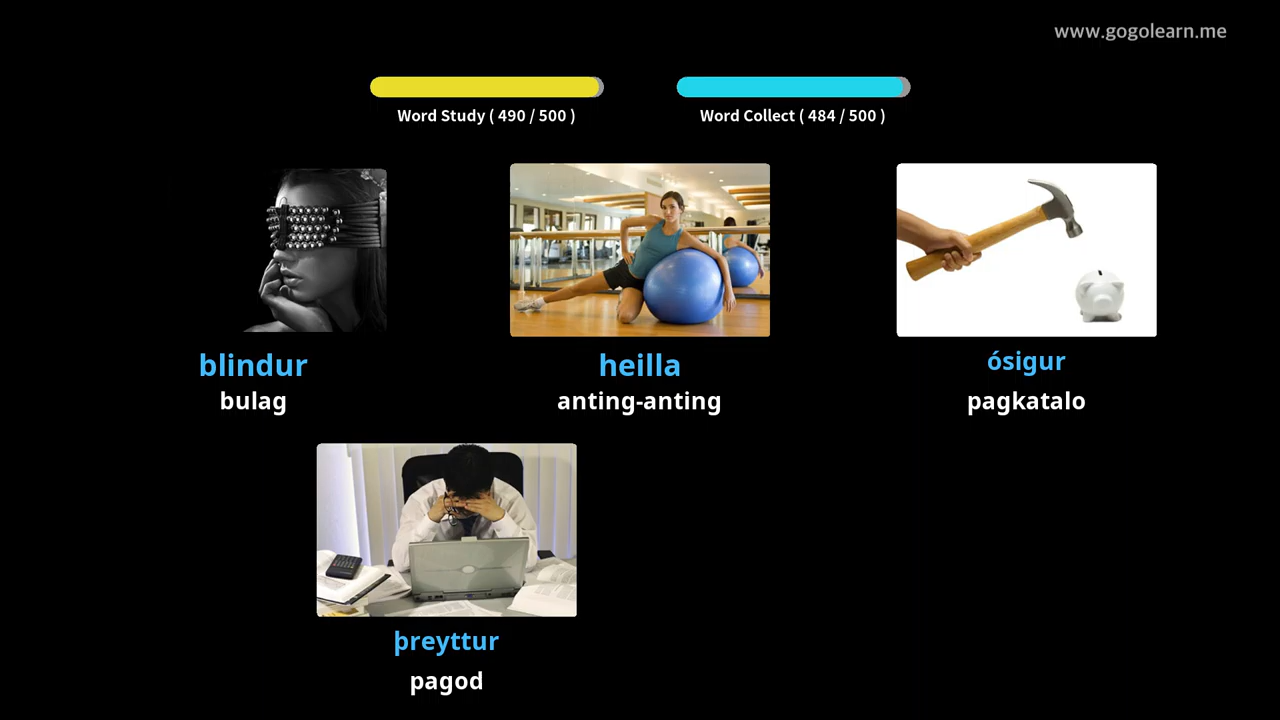 www.gogolearn.me
Word Study ( 490 / 500 )
Word Collect ( 484 / 500 )
blindur
bulag
heilla
anting-anting
ósigur
pagkatalo
þreyttur
pagod